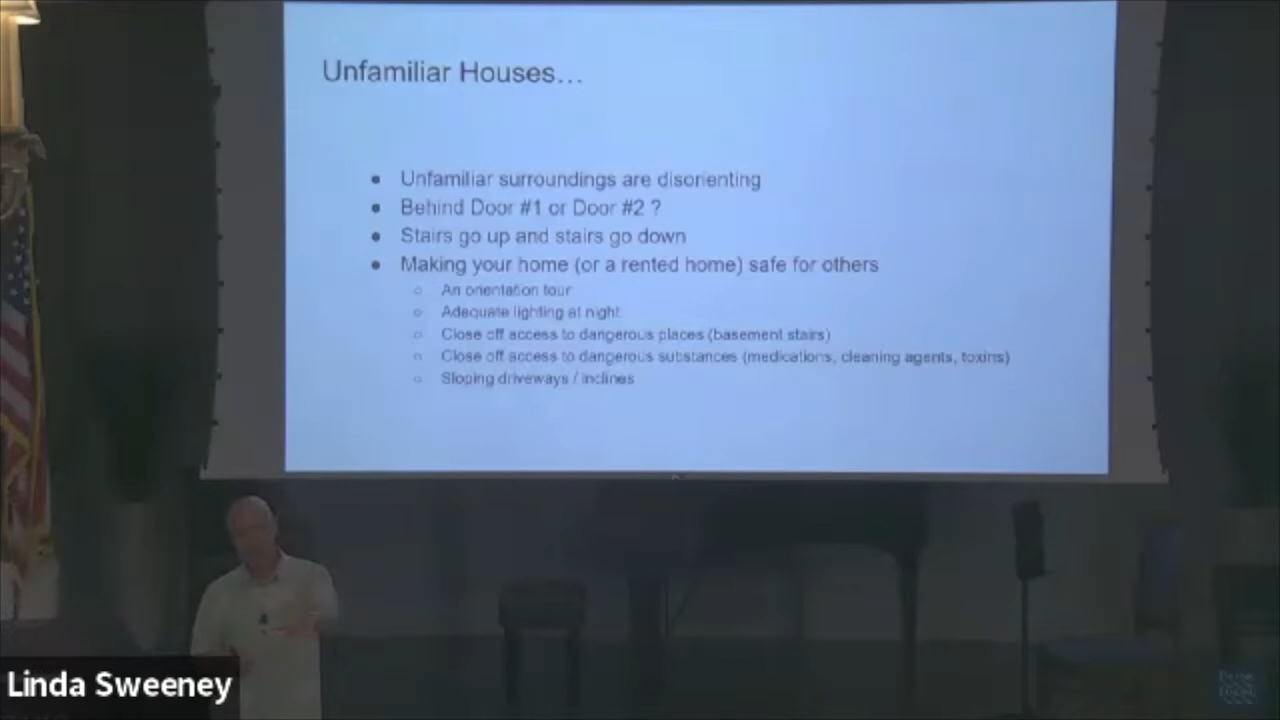 Unfamiliar Houses…
● Unfamiliar surroundings are disorienting
● Behind Door #1 or Door #2 ?
● Stairs go up and stairs go down
● Making your home (or a rented home) safe for others
○ An orientation tour
○ Adequate lighting at night
○ Close off access to dangerous places (basement stairs)
○ Close off access to dangerous substances (medications, cleaning agents, toxins)
○ Sloping driveways / inclines
Linda Sweeney